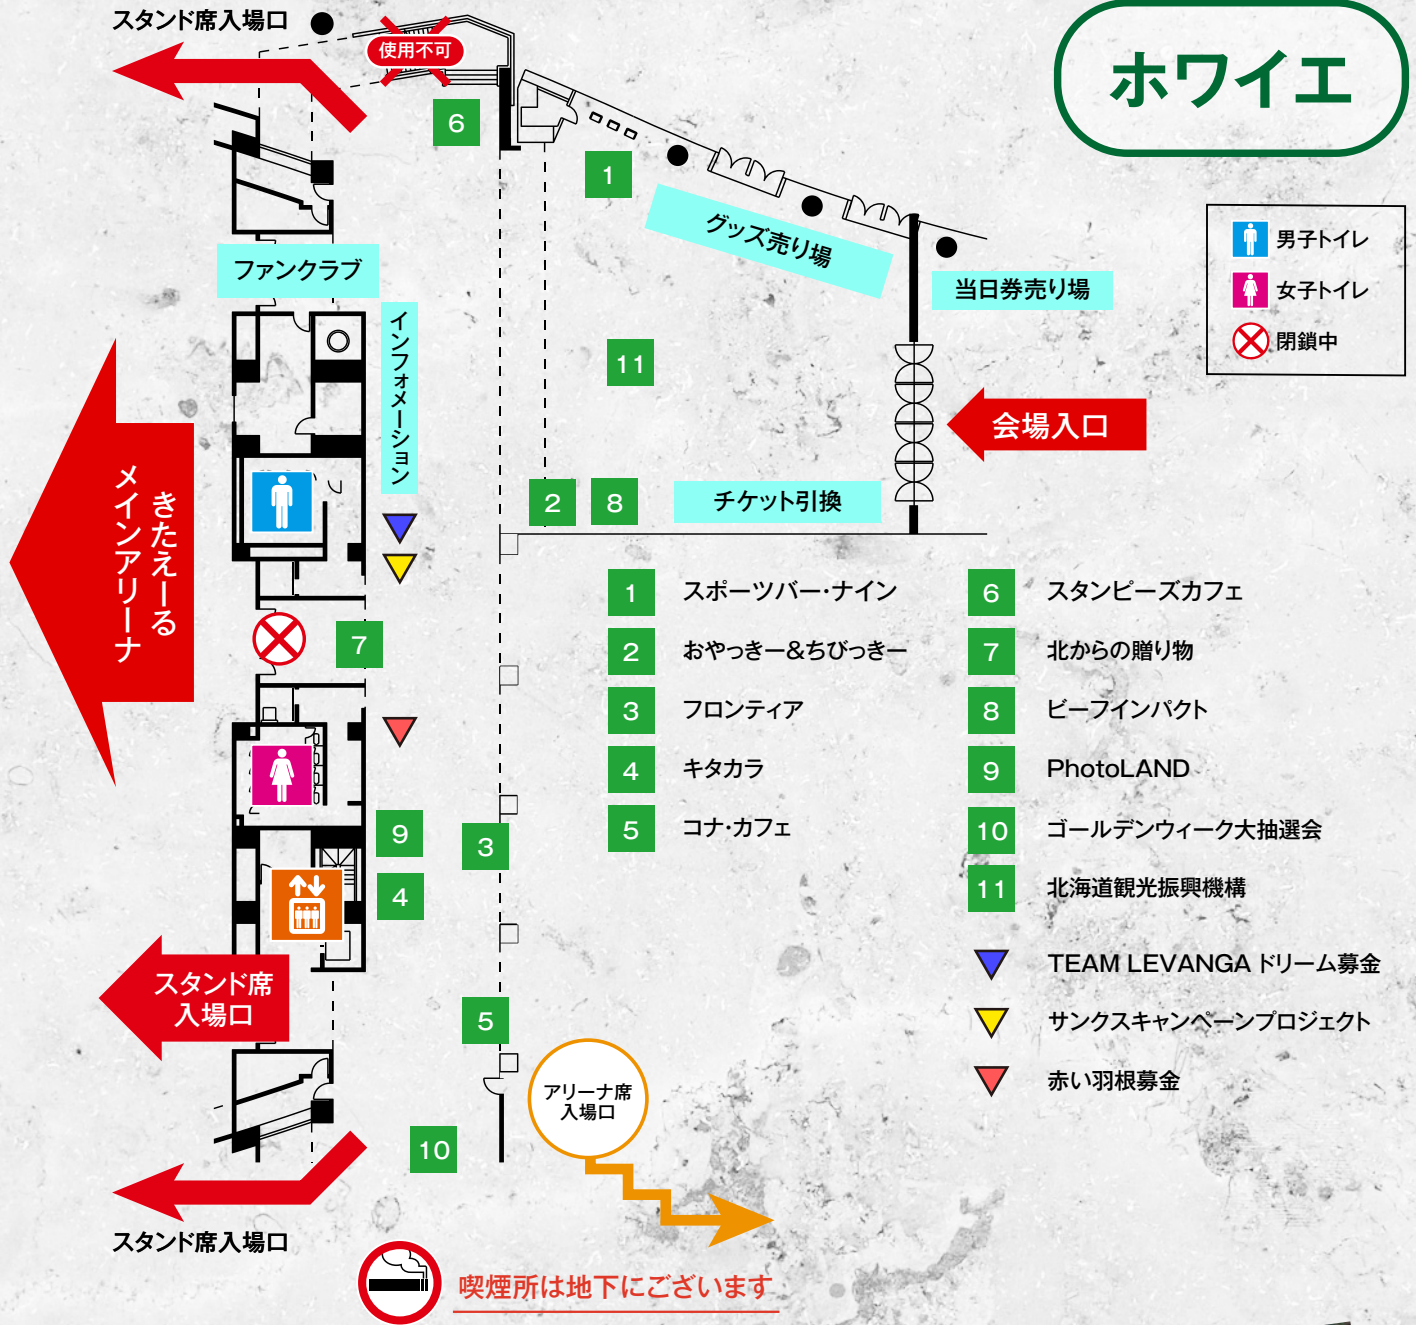 スタンド席入場口
使用不可
ホワイエ
6
1
グッズ売り場
男子トイレ
女子トイレ
閉鎖中
ファンクラブ
当日券売り場
インフォメーション
11
会場入口
きたえーる
メインアリーナ
2
8
チケット引換
7
9
3
4
スタンド席
入場口
5
10
アリーナ席
入場口
スタンド席入場口
喫煙所は地下にございます
1 スポーツバー・ナイン
2 おやっきー&ちびっきー
3 フロンティア
4 キタカラ
5 コナ・カフェ
6 スタンピーズカフェ
7 北からの贈り物
8 ビーフインパクト
9 PhotoLAND
10 ゴールデンウィーク大抽選会
11 北海道観光振興機構
TEAM LEVANGA ドリーム募金
サンクスキャンペーンプロジェクト
赤い羽根募金